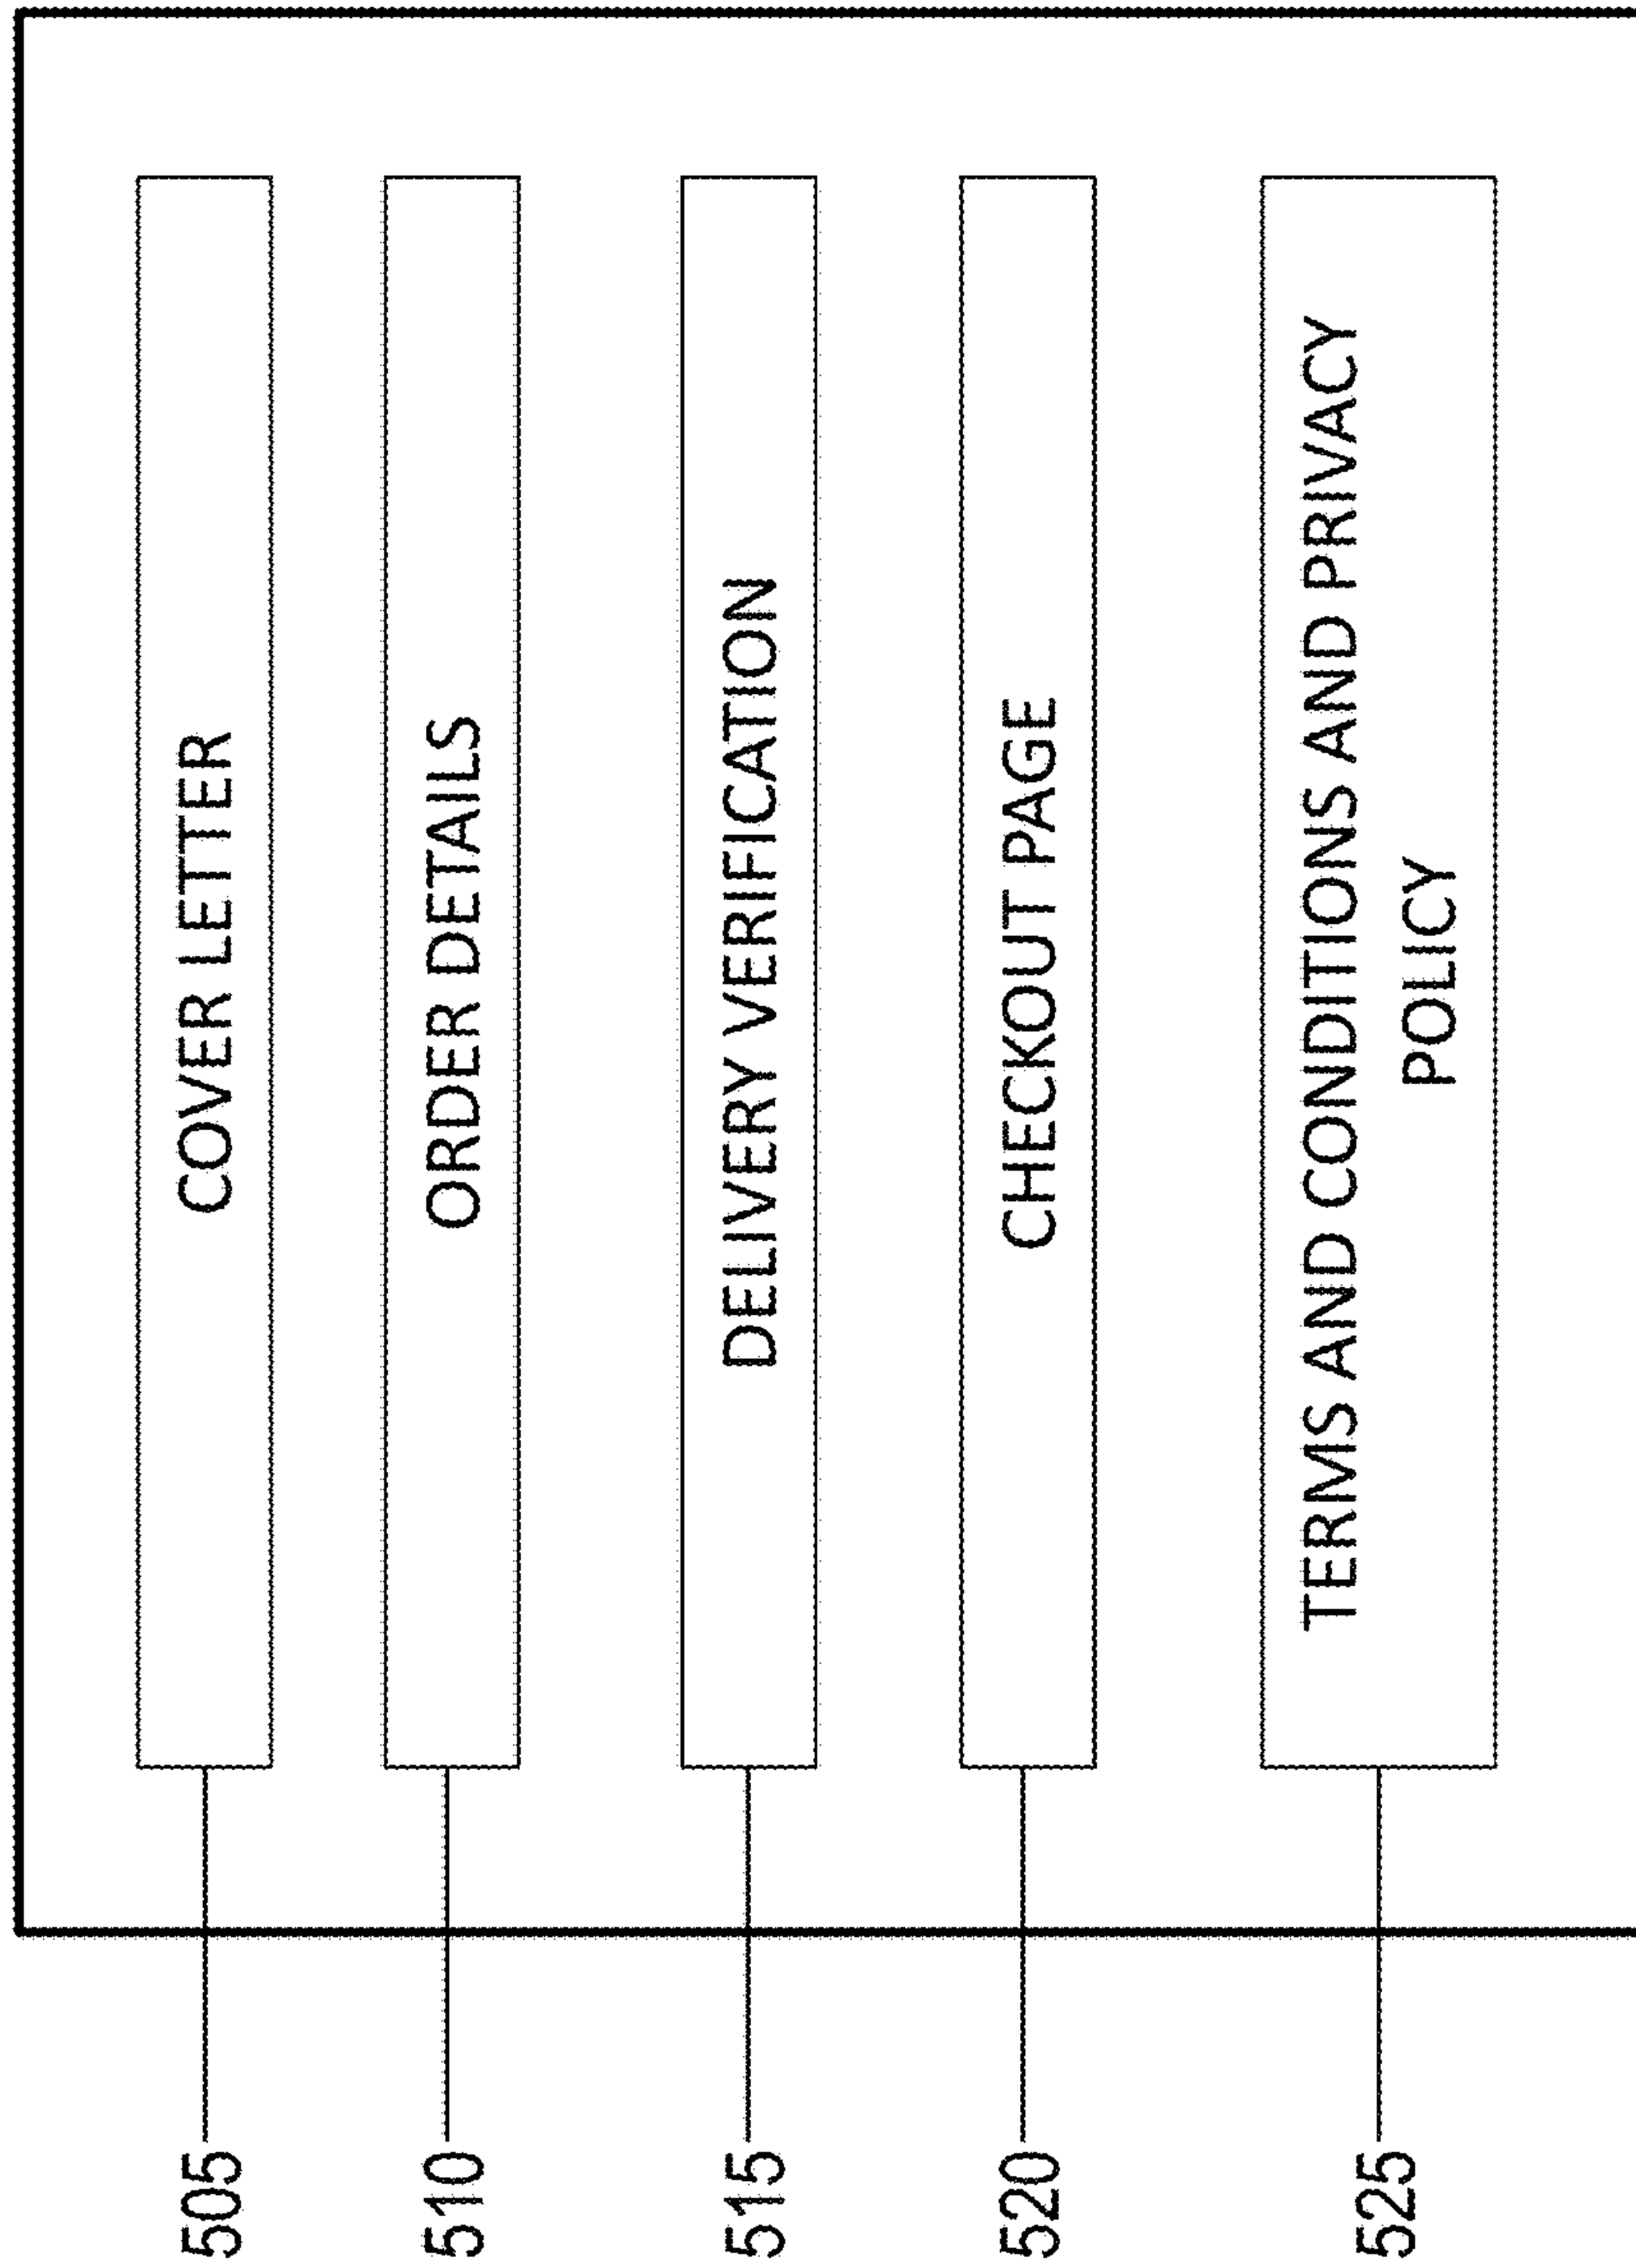 505
COVER LETTER
510
ORDER DETAILS
515
DELIVERY VERIFICATION
520
CHECKOUT PAGE
525
TERMS AND CONDITIONS AND PRIVACY
POLICY